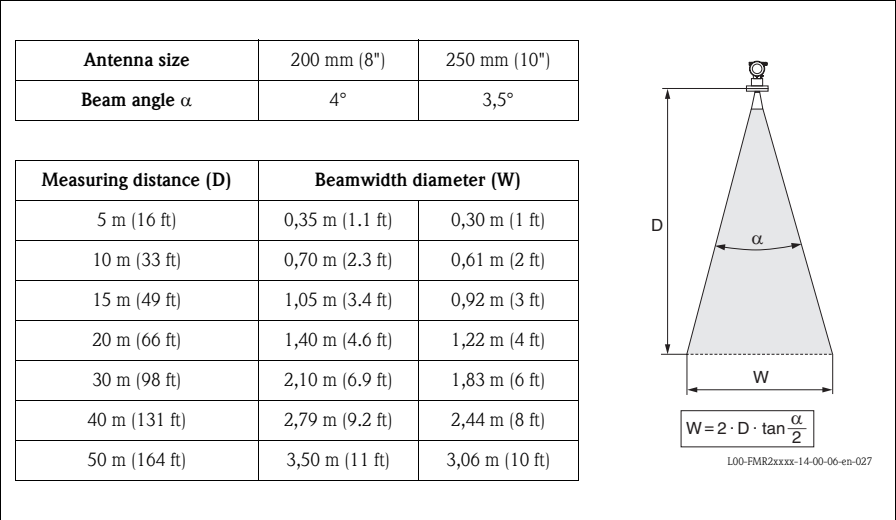 Antenna size 200 mm (8") 250 mm (10")
Beam angle α 4° 3,5°
Measuring distance (D) Beamwidth diameter (W)
5 m (16 ft) 0,35 m (1.1 ft) 0,30 m (1 ft)
10 m (33 ft) 0,70 m (2.3 ft) 0,61 m (2 ft)
15 m (49 ft) 1,05 m (3.4 ft) 0,92 m (3 ft)
20 m (66 ft) 1,40 m (4.6 ft) 1,22 m (4 ft)
30 m (98 ft) 2,10 m (6.9 ft) 1,83 m (6 ft)
40 m (131 ft) 2,79 m (9.2 ft) 2,44 m (8 ft)
50 m (164 ft) 3,50 m (11 ft) 3,06 m (10 ft)
D
α
W
W = 2 · D · tan α/2
L00-FMR2xxxx-14-00-06-en-027